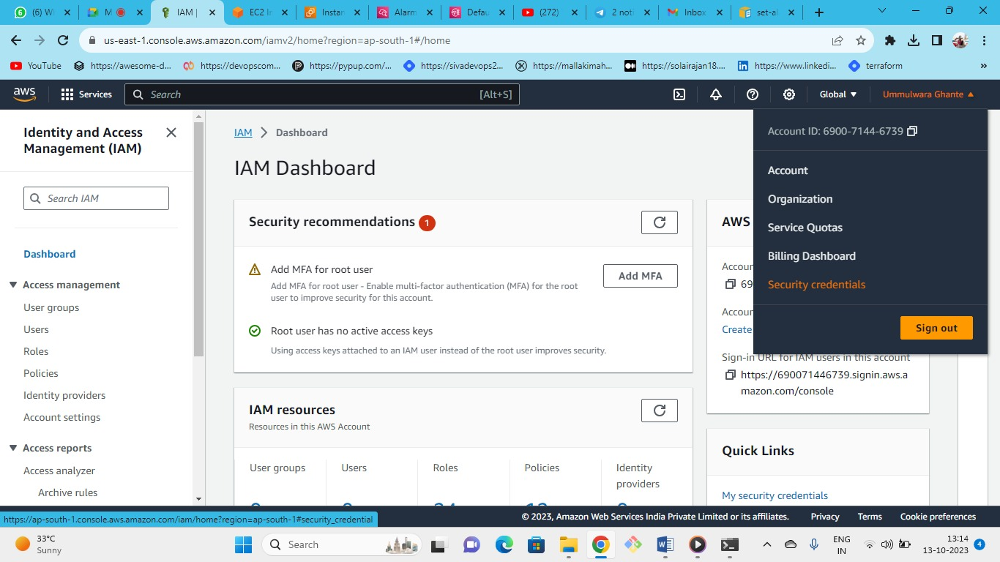 (6) W
M
IAM |
EC2 I
Instan
Alarm
Defau
(272)
2 noti
Inbox
set-al
us-east-1.console.aws.amazon.com/iamv2/home?region=ap-south-1#/home
YouTube
https://awesome-d...
https://devopscom...
https://pypup.com/...
https://sivadevops2...
https://mallakimah...
https://solairajan18....
https://www.linkedi...
terraform
»
aws
Services
Search
[Alt+S]
Global
Ummulwara Ghante
Identity and Access
Management (IAM)
Search IAM
Dashboard
Access management
User groups
Users
Roles
Policies
Identity providers
Account settings
Access reports
Access analyzer
Archive rules
IAM > Dashboard
IAM Dashboard
Security recommendations 1
Add MFA for root user
Add MFA for root user - Enable multi-factor authentication (MFA) for the root
user to improve security for this account.
Add MFA
Root user has no active access keys
Using access keys attached to an IAM user instead of the root user improves security.
IAM resources
Resources in this AWS Account
User groups
Users
Roles
Policies
Identity
providers
AWS
Accoun
69
Accoun
Create
Sign-in URL for IAM users in this account
https://690071446739.signin.aws.a
mazon.com/console
Quick Links
My security credentials
Account ID: 6900-7144-6739
Account
Organization
Service Quotas
Billing Dashboard
Security credentials
Sign out
https://ap-south-1.console.aws.amazon.com/iam/home?region=ap-south-1#security_credential
© 2023, Amazon Web Services India Private Limited or its affiliates.
Privacy
Terms
Cookie preferences
33°C
Sunny
Search
ENG
IN
13:14
13-10-2023
4